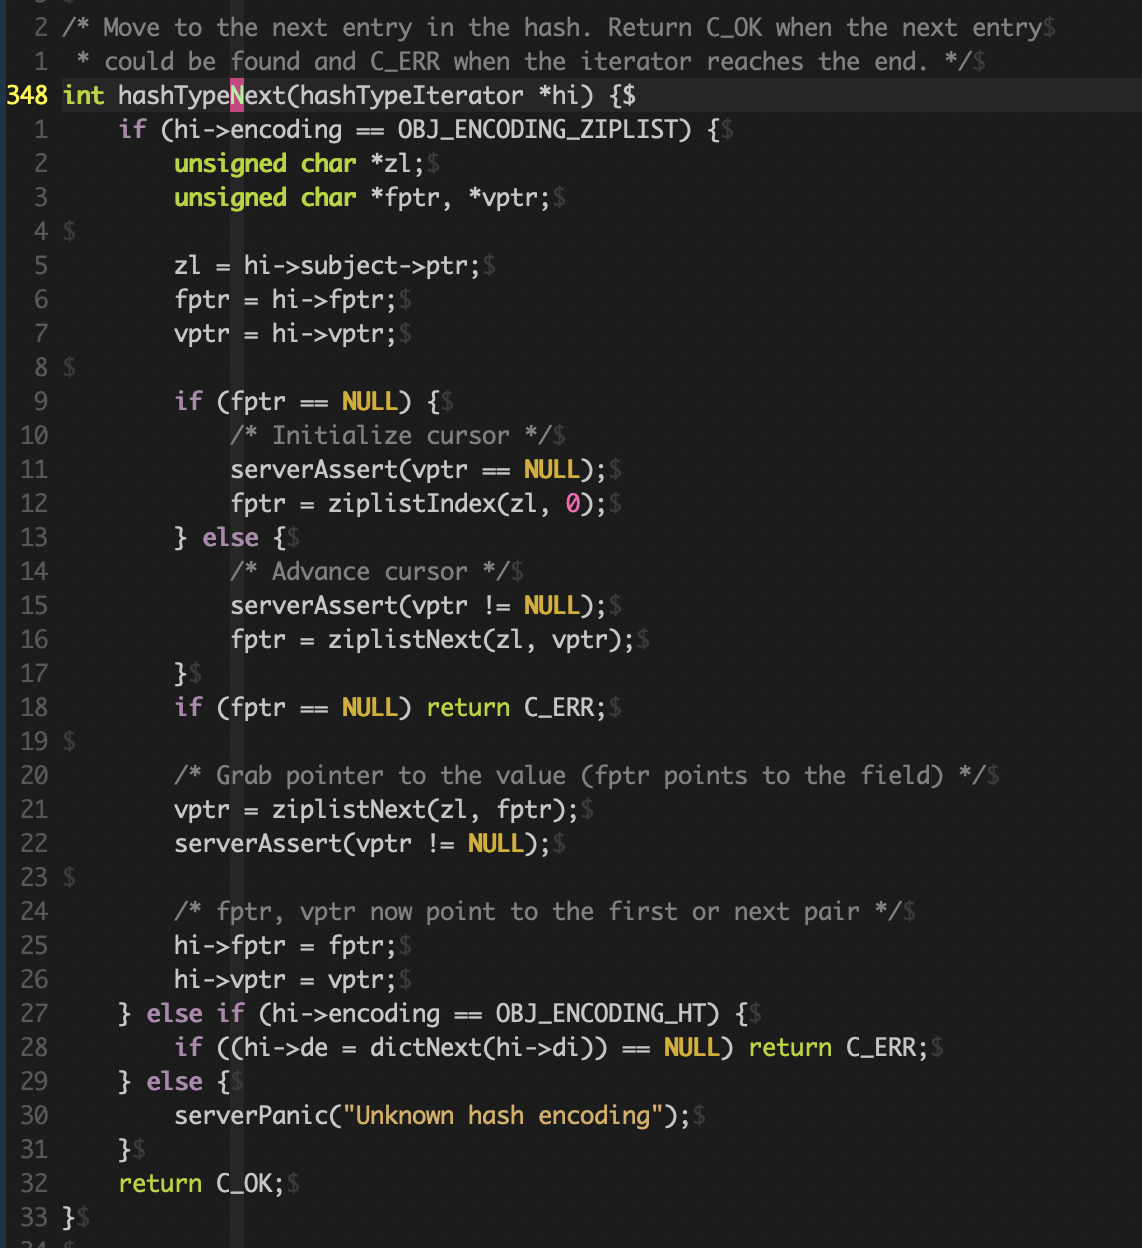 2 /* Move to the next entry in the hash. Return C_OK when the next entry$
1  * could be found and C_ERR when the iterator reaches the end. */$
348 int hashTypeNext(hashTypeIterator *hi) {$
1     if (hi->encoding == OBJ_ENCODING_ZIPLIST) {$
2         unsigned char *zl;$
3         unsigned char *fptr, *vptr;$
4 $
5         zl = hi->subject->ptr;$
6         fptr = hi->fptr;$
7         vptr = hi->vptr;$
8 $
9         if (fptr == NULL) {$
10             /* Initialize cursor */$
11             serverAssert(vptr == NULL);$
12             fptr = ziplistIndex(zl, 0);$
13         } else {$
14             /* Advance cursor */$
15             serverAssert(vptr != NULL);$
16             fptr = ziplistNext(zl, vptr);$
17         }$
18         if (fptr == NULL) return C_ERR;$
19 $
20         /* Grab pointer to the value (fptr points to the field) */$
21         vptr = ziplistNext(zl, fptr);$
22         serverAssert(vptr != NULL);$
23 $
24         /* fptr, vptr now point to the first or next pair */$
25         hi->fptr = fptr;$
26         hi->vptr = vptr;$
27     } else if (hi->encoding == OBJ_ENCODING_HT) {$
28         if ((hi->de = dictNext(hi->di)) == NULL) return C_ERR;$
29     } else {$
30         serverPanic("Unknown hash encoding");$
31     }$
32     return C_OK;$
33 }$
34 $